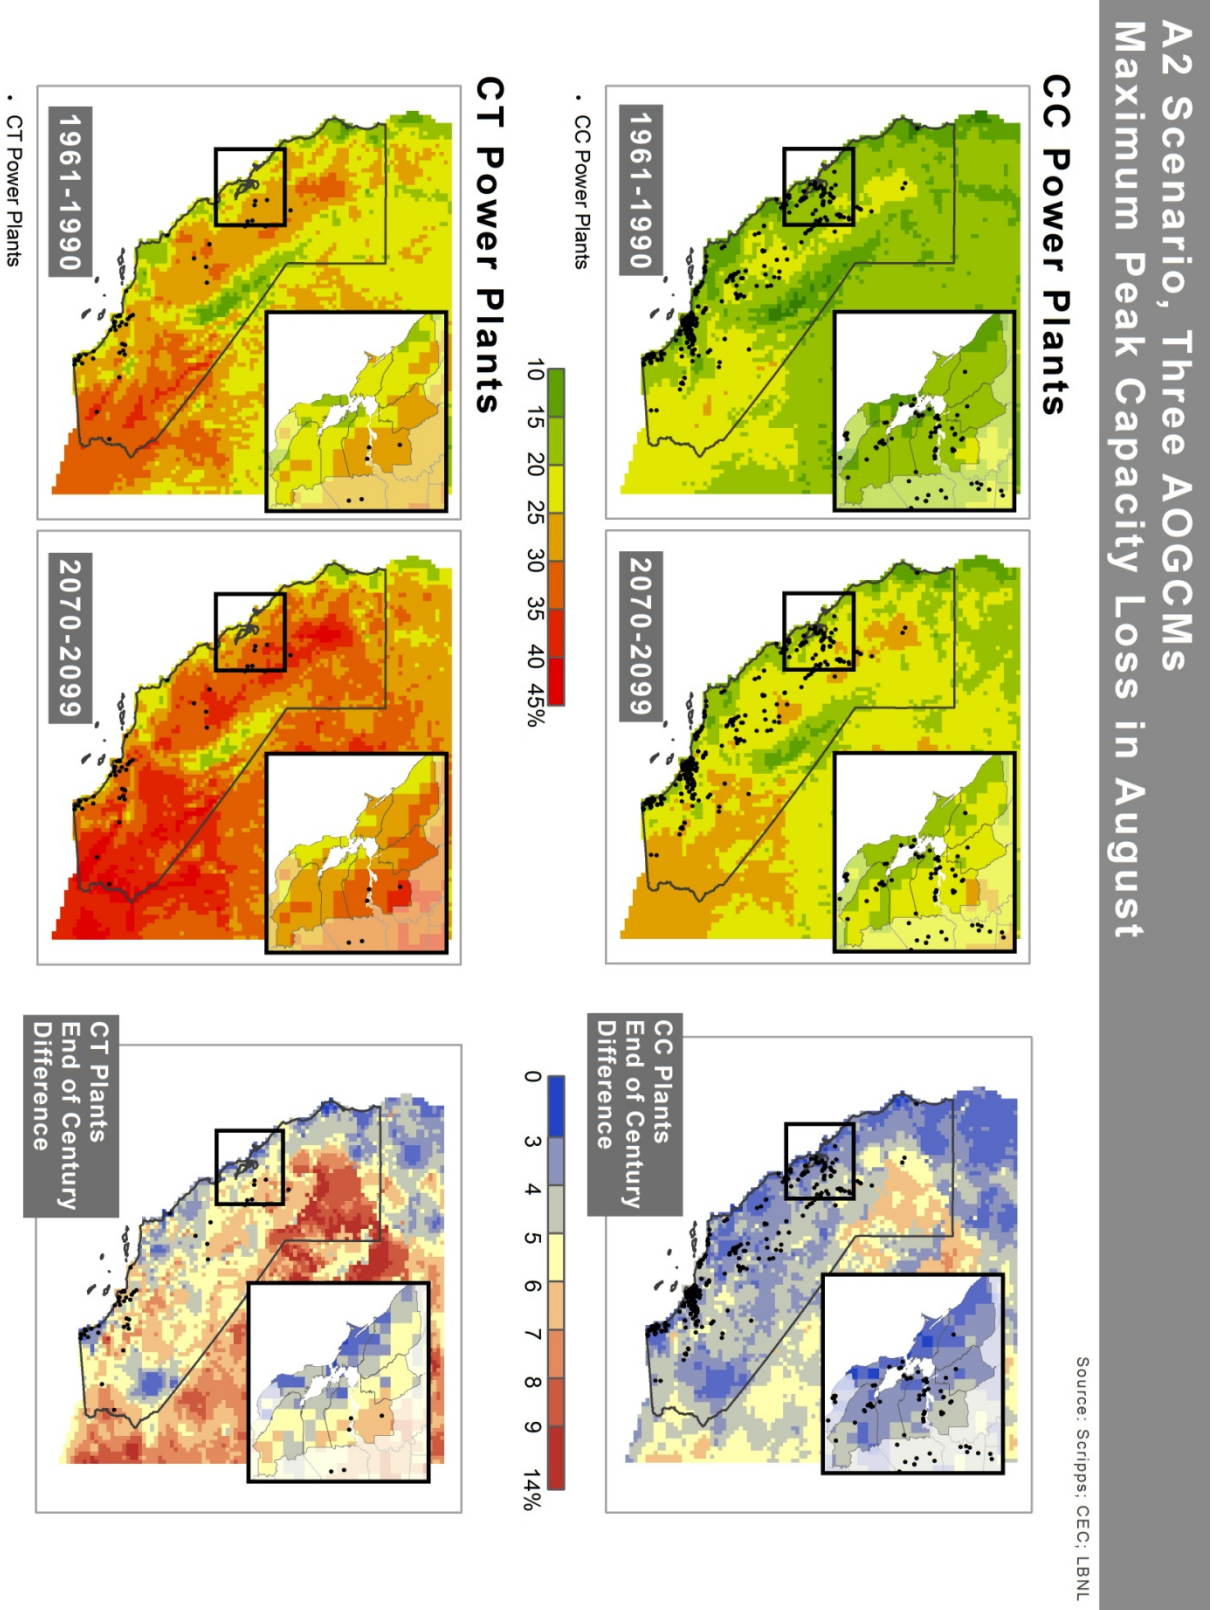 A2 Scenario, Three AOGCMs
Maximum Peak Capacity Loss in August
Source: Scripps; CEC; LBNL
CC Power Plants
1961-1990
2070-2099
CC Plants
End of Century
Difference
• CC Power Plants
10 15 20 25 30 35 40 45%
0 3 4 5 6 7 8 9 14%
CT Power Plants
1961-1990
2070-2099
CT Plants
End of Century
Difference
• CT Power Plants